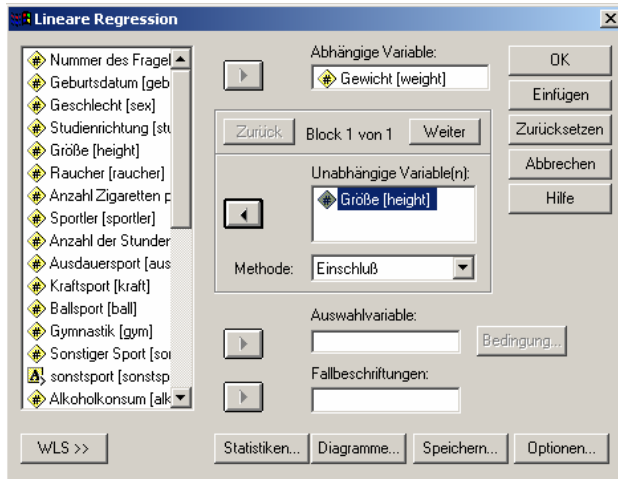 Lineare Regression
Nummer des Fragel
Geburtsdatum [geb
Geschlecht [sex]
Studienrichtung [stu
Größe [height]
Raucher [raucher]
Anzahl Zigaretten p
Sportler [sportler]
Anzahl der Stunden
Ausdauersport [aus
Kraftsport [kraft]
Ballsport [ball]
Gymnastik [gym]
Sonstiger Sport [son
sonstsport [sonstsp
Alkoholkonsum [alk
Abhängige Variable:
Gewicht [weight]
Zurück
Block 1 von 1
Weiter
Unabhängige Variable(n):
Größe [height]
Methode:
Einschluß
Auswahlvariable:
Bedingung...
Fallbeschriftungen:
OK
Einfügen
Zurücksetzen
Abbrechen
Hilfe
WLS >>
Statistiken...
Diagramme...
Speichern...
Optionen...